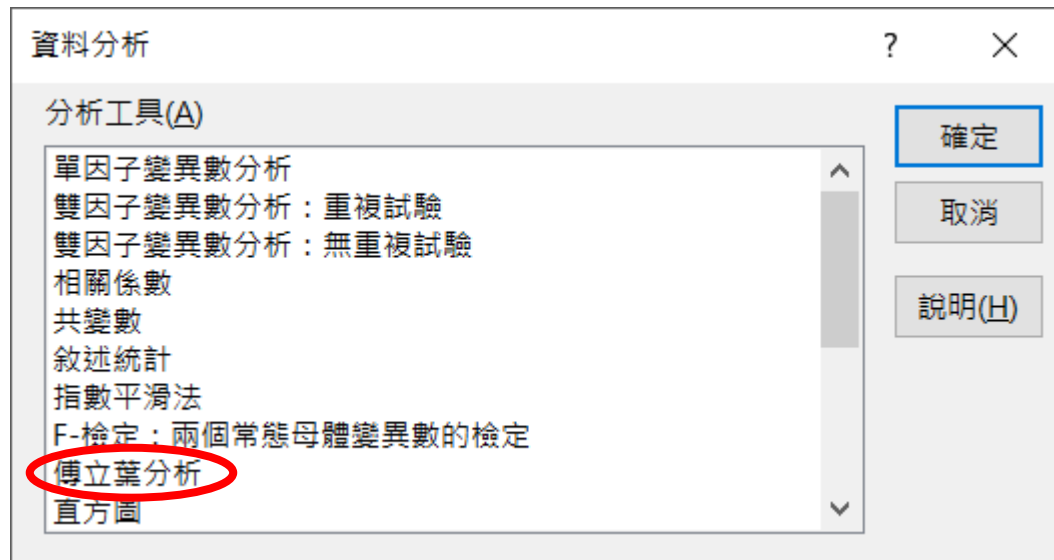 資料分析
?
分析工具(A)
單因子變異數分析
雙因子變異數分析：重複試驗
雙因子變異數分析：無重複試驗
相關係數
共變數
敘述統計
指數平滑法
F-檢定：兩個常態母體變異數的檢定
傅立葉分析
直方圖
確定
取消
說明(H)